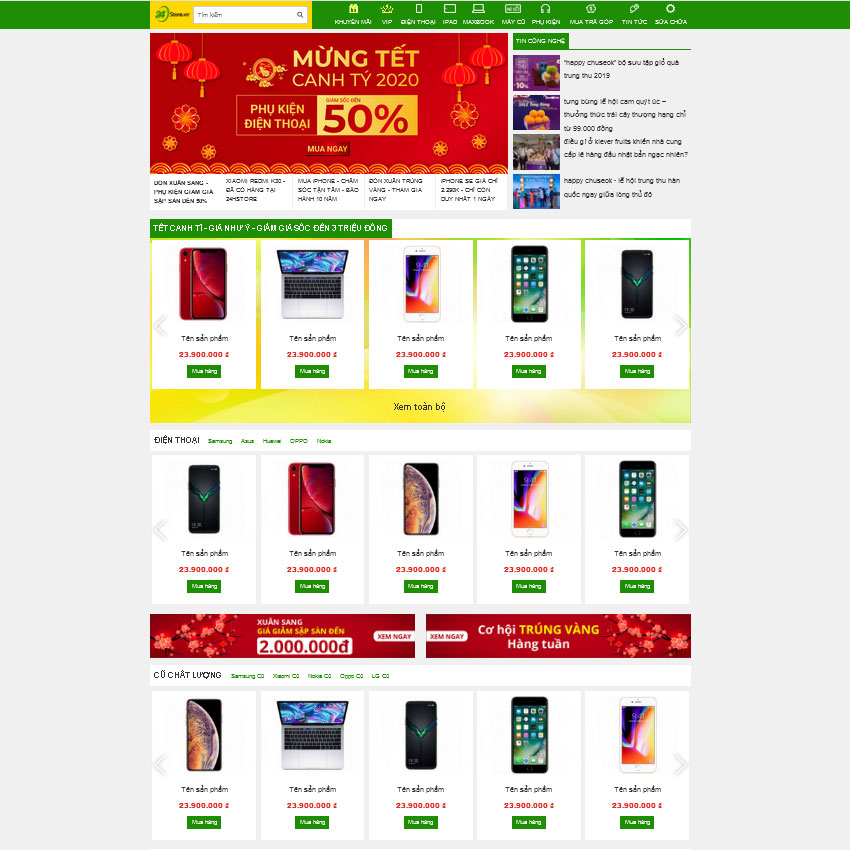 24hStore.vn
Tìm kiếm
KHUYẾN MÃI VIP ĐIỆN THOẠI IPAD MAXBOOK MÁY CŨ PHỤ KIỆN MUA TRẢ GÓP TIN TỨC SỬA CHỮA
MỪNG TẾT
CANH TÝ 2020
PHỤ KIỆN
ĐIỆN THOẠI
GIẢM SỐC ĐẾN
50%
MUA NGAY
ĐÓN XUÂN SANG -
PHỤ KIỆN GIẢM GIÁ
SẬP SÀN ĐẾN 50%
XIAOMI REDMI K30 -
ĐÃ CÓ HÀNG TẠI
24HSTORE
MUA IPHONE - CHĂM
SÓC TẬN TÂM - BẢO
HÀNH 10 NĂM
ĐÓN XUÂN TRÚNG
VÀNG - THAM GIA
NGAY
IPHONE SE GIÁ CHỈ
2.290K - CHỈ CÒN
DUY NHẤT 1 NGÀY
TIN CÔNG NGHỆ
"happy chuseok" bộ sưu tập giỏ quà
trung thu 2019
tưng bừng lễ hội cam quýt úc –
thưởng thức trái cây thượng hạng chỉ
từ 99.000 đồng
điều gì ở klever fruits khiến nhà cung
cấp lê hàng đầu nhật bản ngạc nhiên?
happy chuseok - lễ hội trung thu hàn
quốc ngay giữa lòng thủ đô
TẾT CANH TÍ - GIÁ NHƯ Ý - GIẢM GIÁ SỐC ĐẾN 3 TRIỆU ĐỒNG
Tên sản phẩm Tên sản phẩm Tên sản phẩm Tên sản phẩm Tên sản phẩm
23.900.000 ₫ 23.900.000 ₫ 23.900.000 ₫ 23.900.000 ₫ 23.900.000 ₫
Mua hàng Mua hàng Mua hàng Mua hàng Mua hàng
Xem toàn bộ
ĐIỆN THOẠI Samsung Asus Huawei OPPO Nokia
Tên sản phẩm Tên sản phẩm Tên sản phẩm Tên sản phẩm Tên sản phẩm
23.900.000 ₫ 23.900.000 ₫ 23.900.000 ₫ 23.900.000 ₫ 23.900.000 ₫
Mua hàng Mua hàng Mua hàng Mua hàng Mua hàng
XUÂN SANG
GIÁ GIẢM SẬP SÀN ĐẾN
2.000.000đ
XEM NGAY
XEM NGAY
Cơ hội TRÚNG VÀNG
Hàng tuần
CŨ CHẤT LƯỢNG Samsung Cũ Xiaomi Cũ Nokia Cũ Oppo Cũ LG Cũ
Tên sản phẩm Tên sản phẩm Tên sản phẩm Tên sản phẩm Tên sản phẩm
23.900.000 ₫ 23.900.000 ₫ 23.900.000 ₫ 23.900.000 ₫ 23.900.000 ₫
Mua hàng Mua hàng Mua hàng Mua hàng Mua hàng